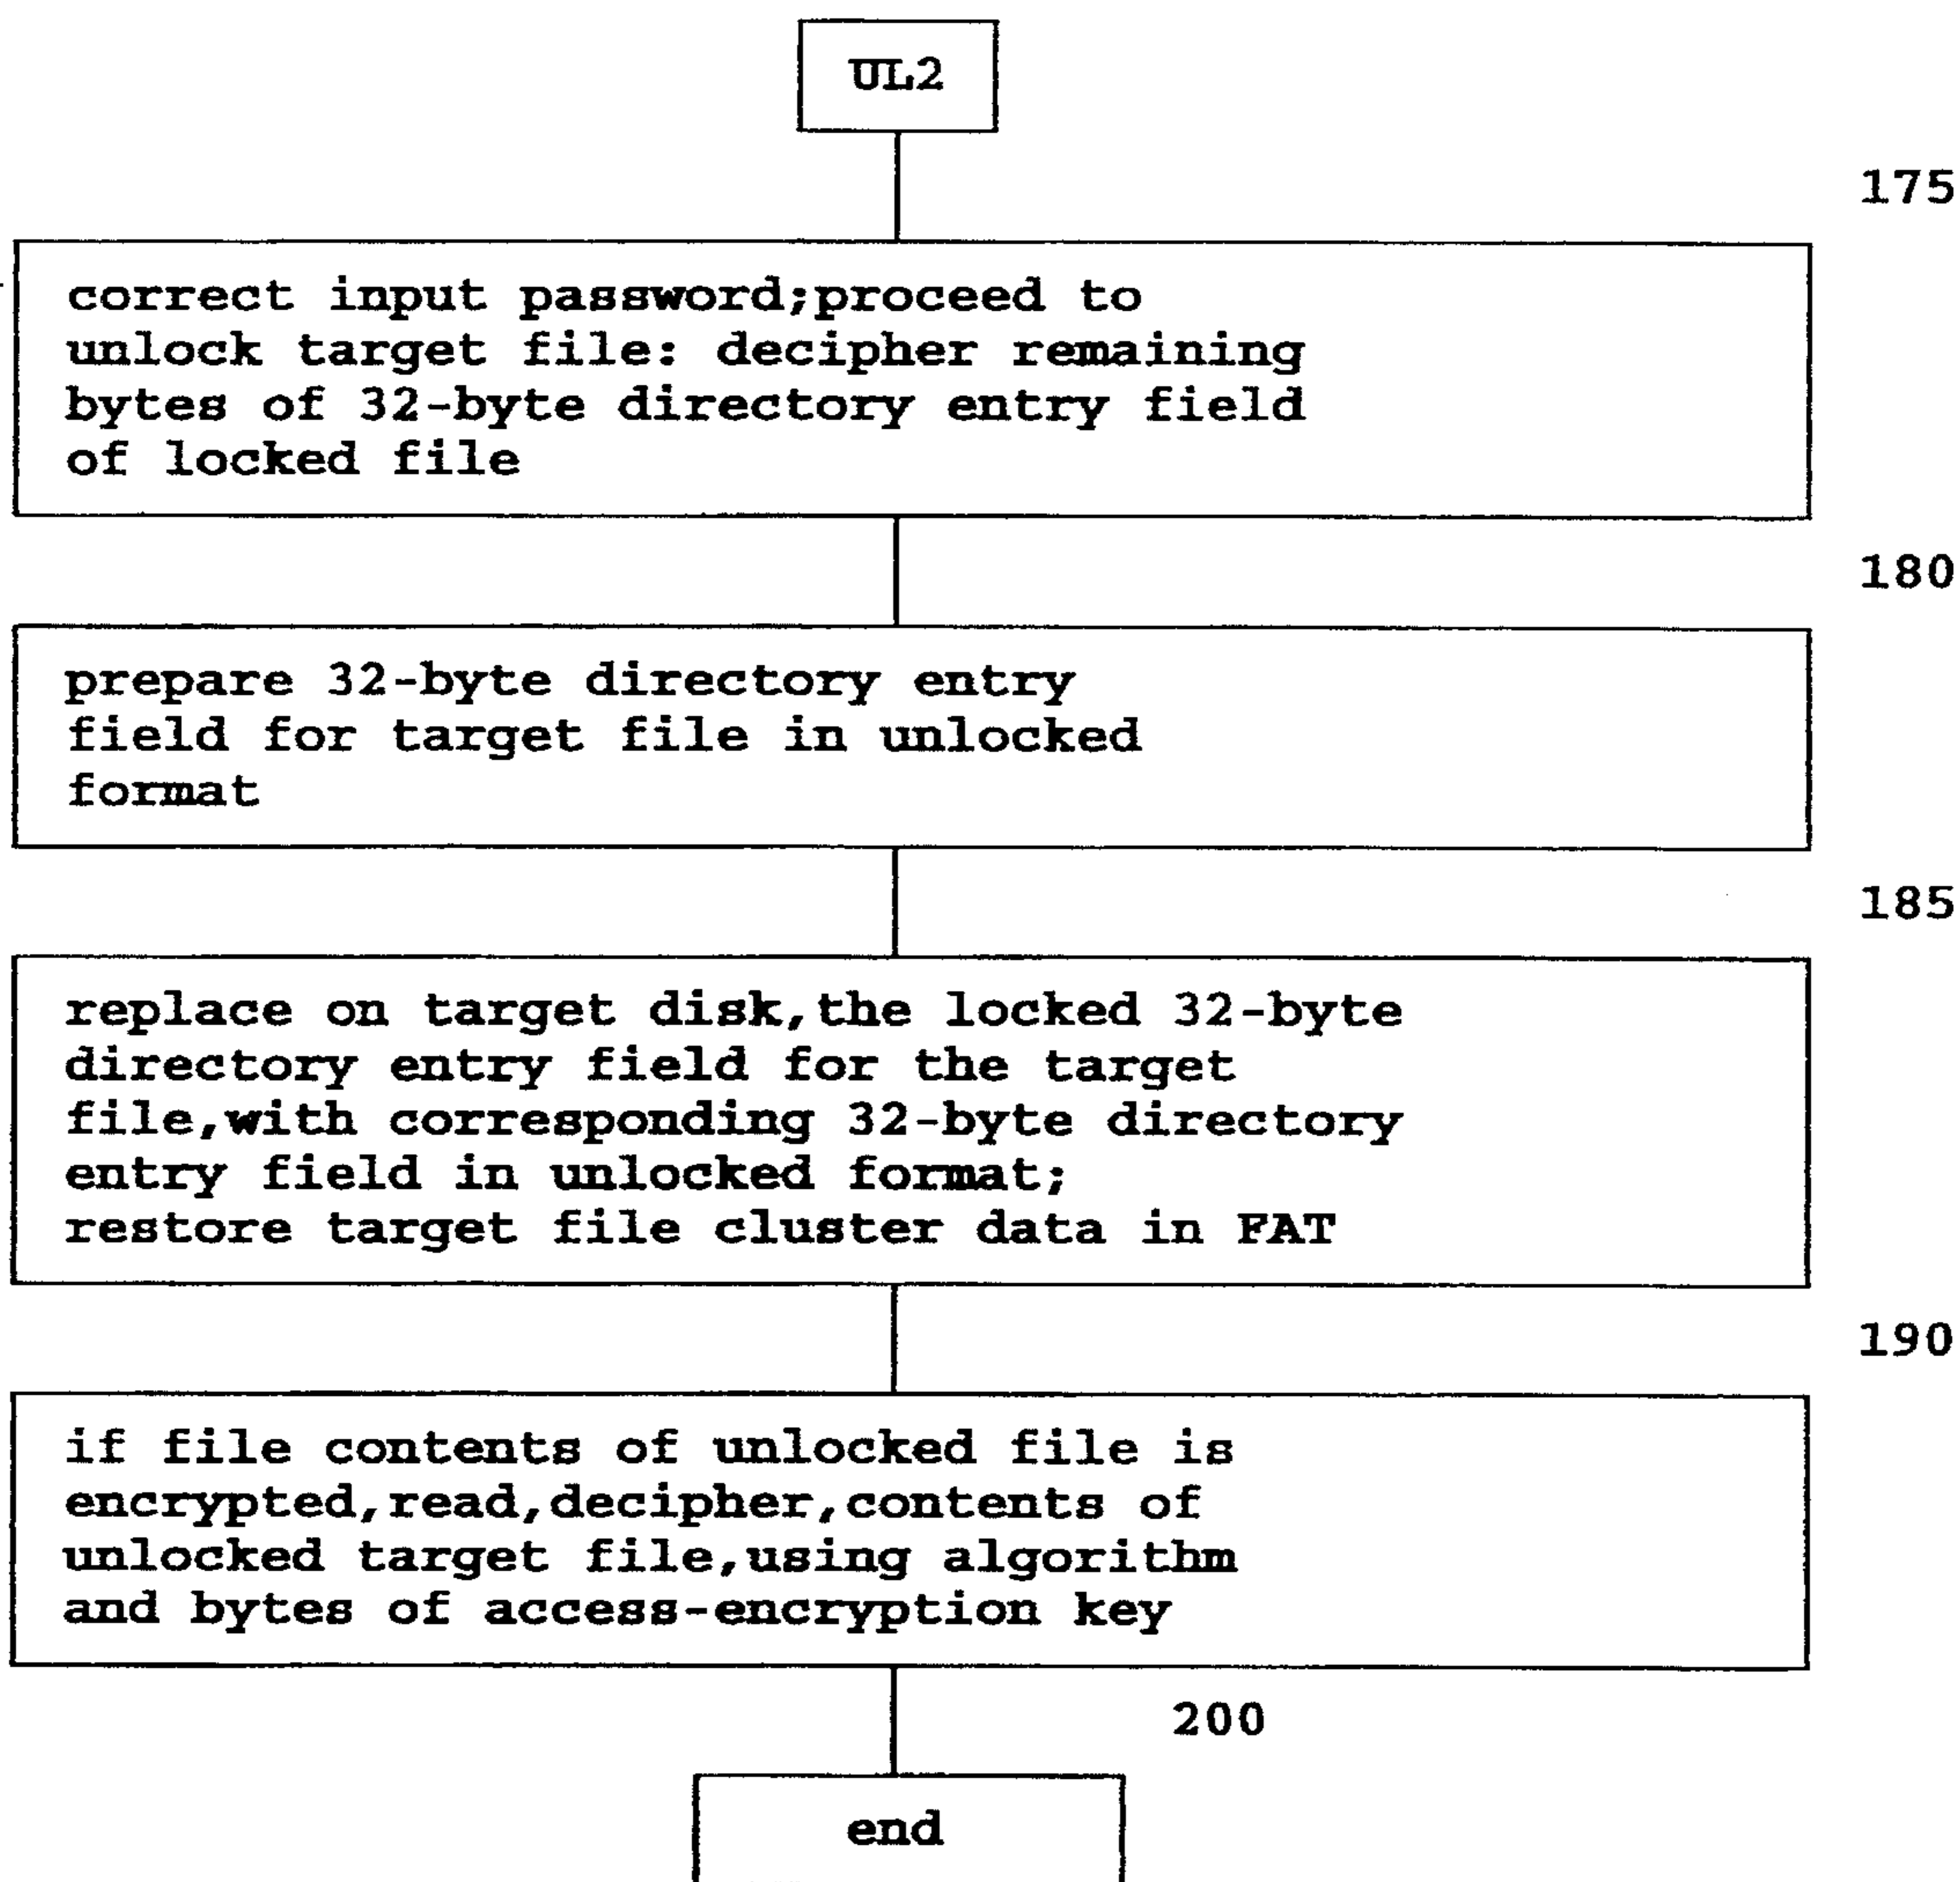 UL2
175
correct input password;proceed to
unlock target file: decipher remaining
bytes of 32-byte directory entry field
of locked file
180
prepare 32-byte directory entry
field for target file in unlocked
format
185
replace on target disk,the locked 32-byte
directory entry field for the target
file,with corresponding 32-byte directory
entry field in unlocked format;
restore target file cluster data in FAT
190
if file contents of unlocked file is
encrypted,read,decipher,contents of
unlocked target file,using algorithm
and bytes of access-encryption key
200
end